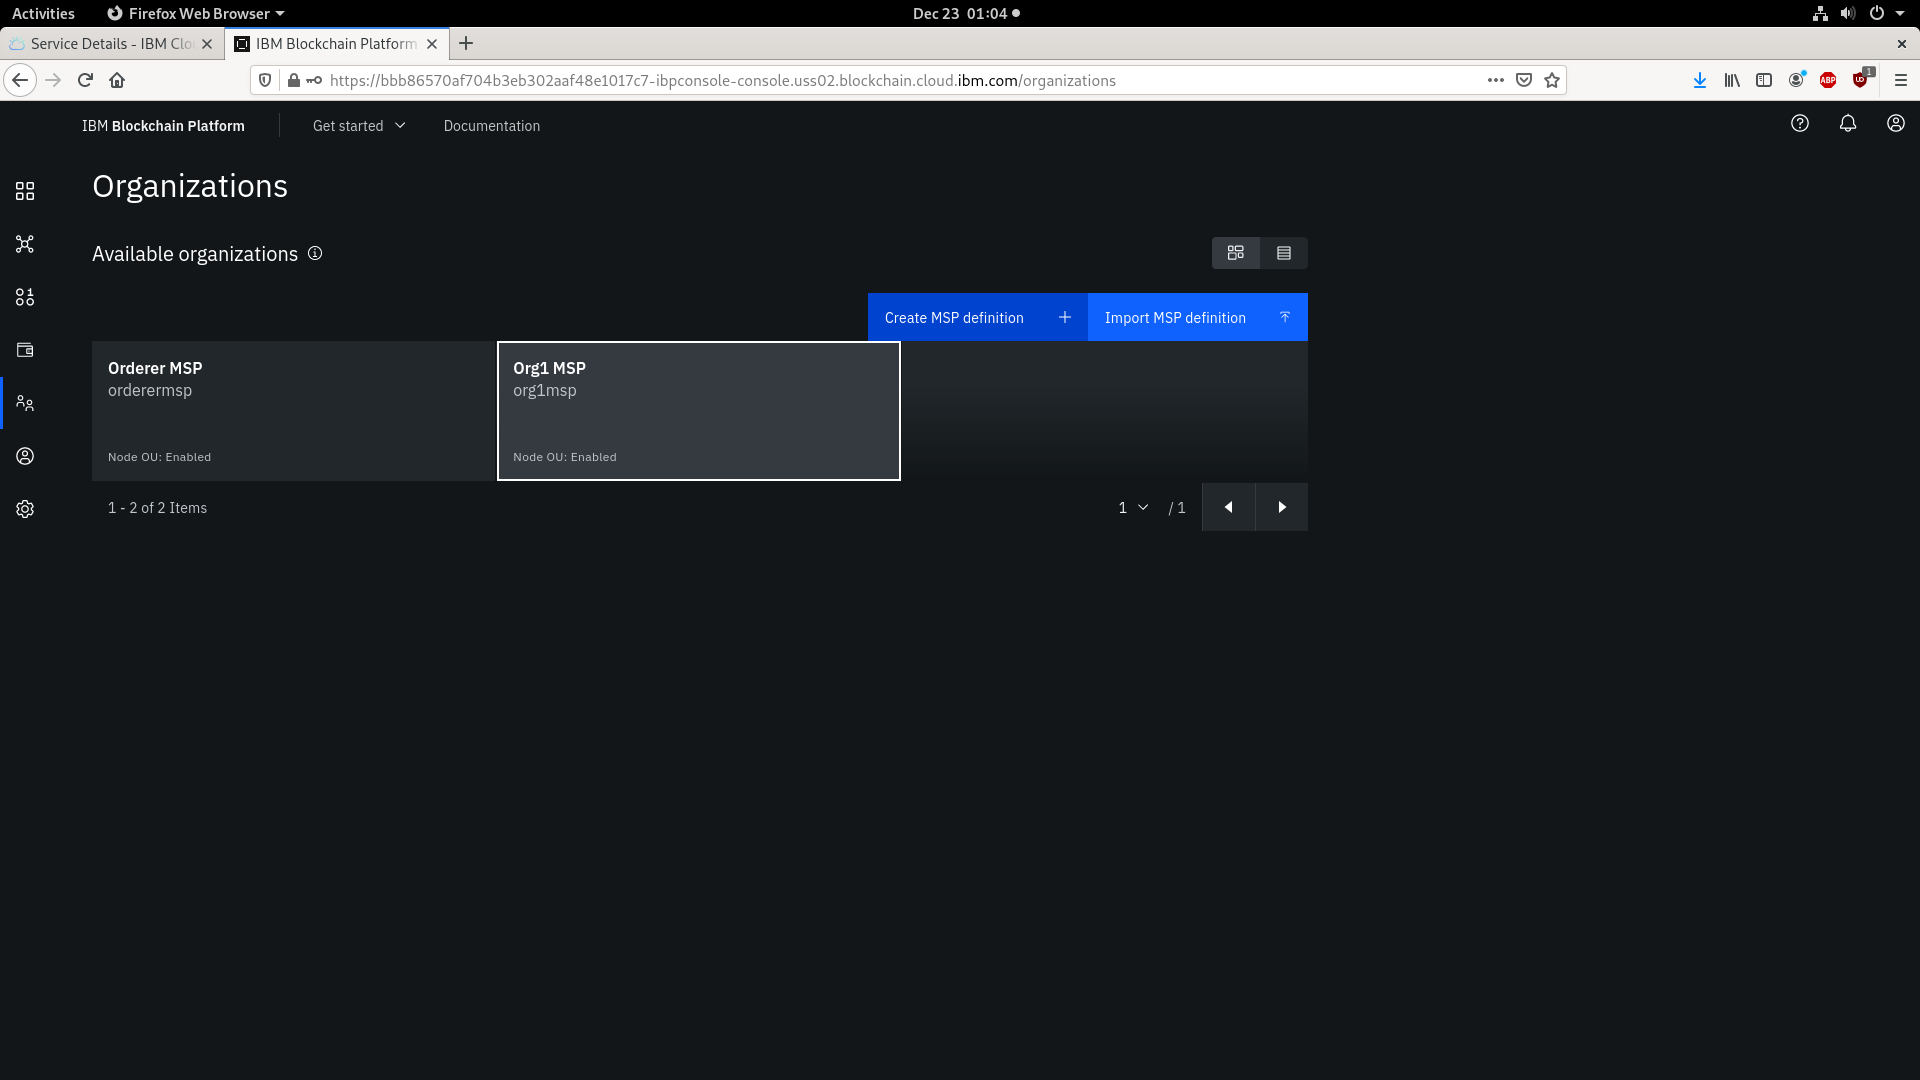 Activities
Firefox Web Browser
Dec 23 01:04
Service Details - IBM Clo
IBM Blockchain Platform
https://bbb86570af704b3eb302aaf48e1017c7-ibpconsole-console.uss02.blockchain.cloud.ibm.com/organizations
ABP
1
IBM Blockchain Platform
Get started
Documentation
Organizations
Available organizations
Create MSP definition
Import MSP definition
Orderer MSP
orderermsp
Node OU: Enabled
Org1 MSP
org1msp
Node OU: Enabled
1 - 2 of 2 Items
1
/ 1